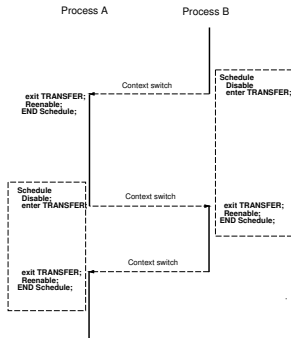 Process A
Process B
Schedule
Disable
enter TRANSFER;
Context switch
exit TRANSFER;
Reenable;
END Schedule;
Schedule
Disable;
enter TRANSFER;
Context switch
exit TRANSFER;
Reenable;
END Schedule;
Context switch
exit TRANSFER;
Reenable;
END Schedule;